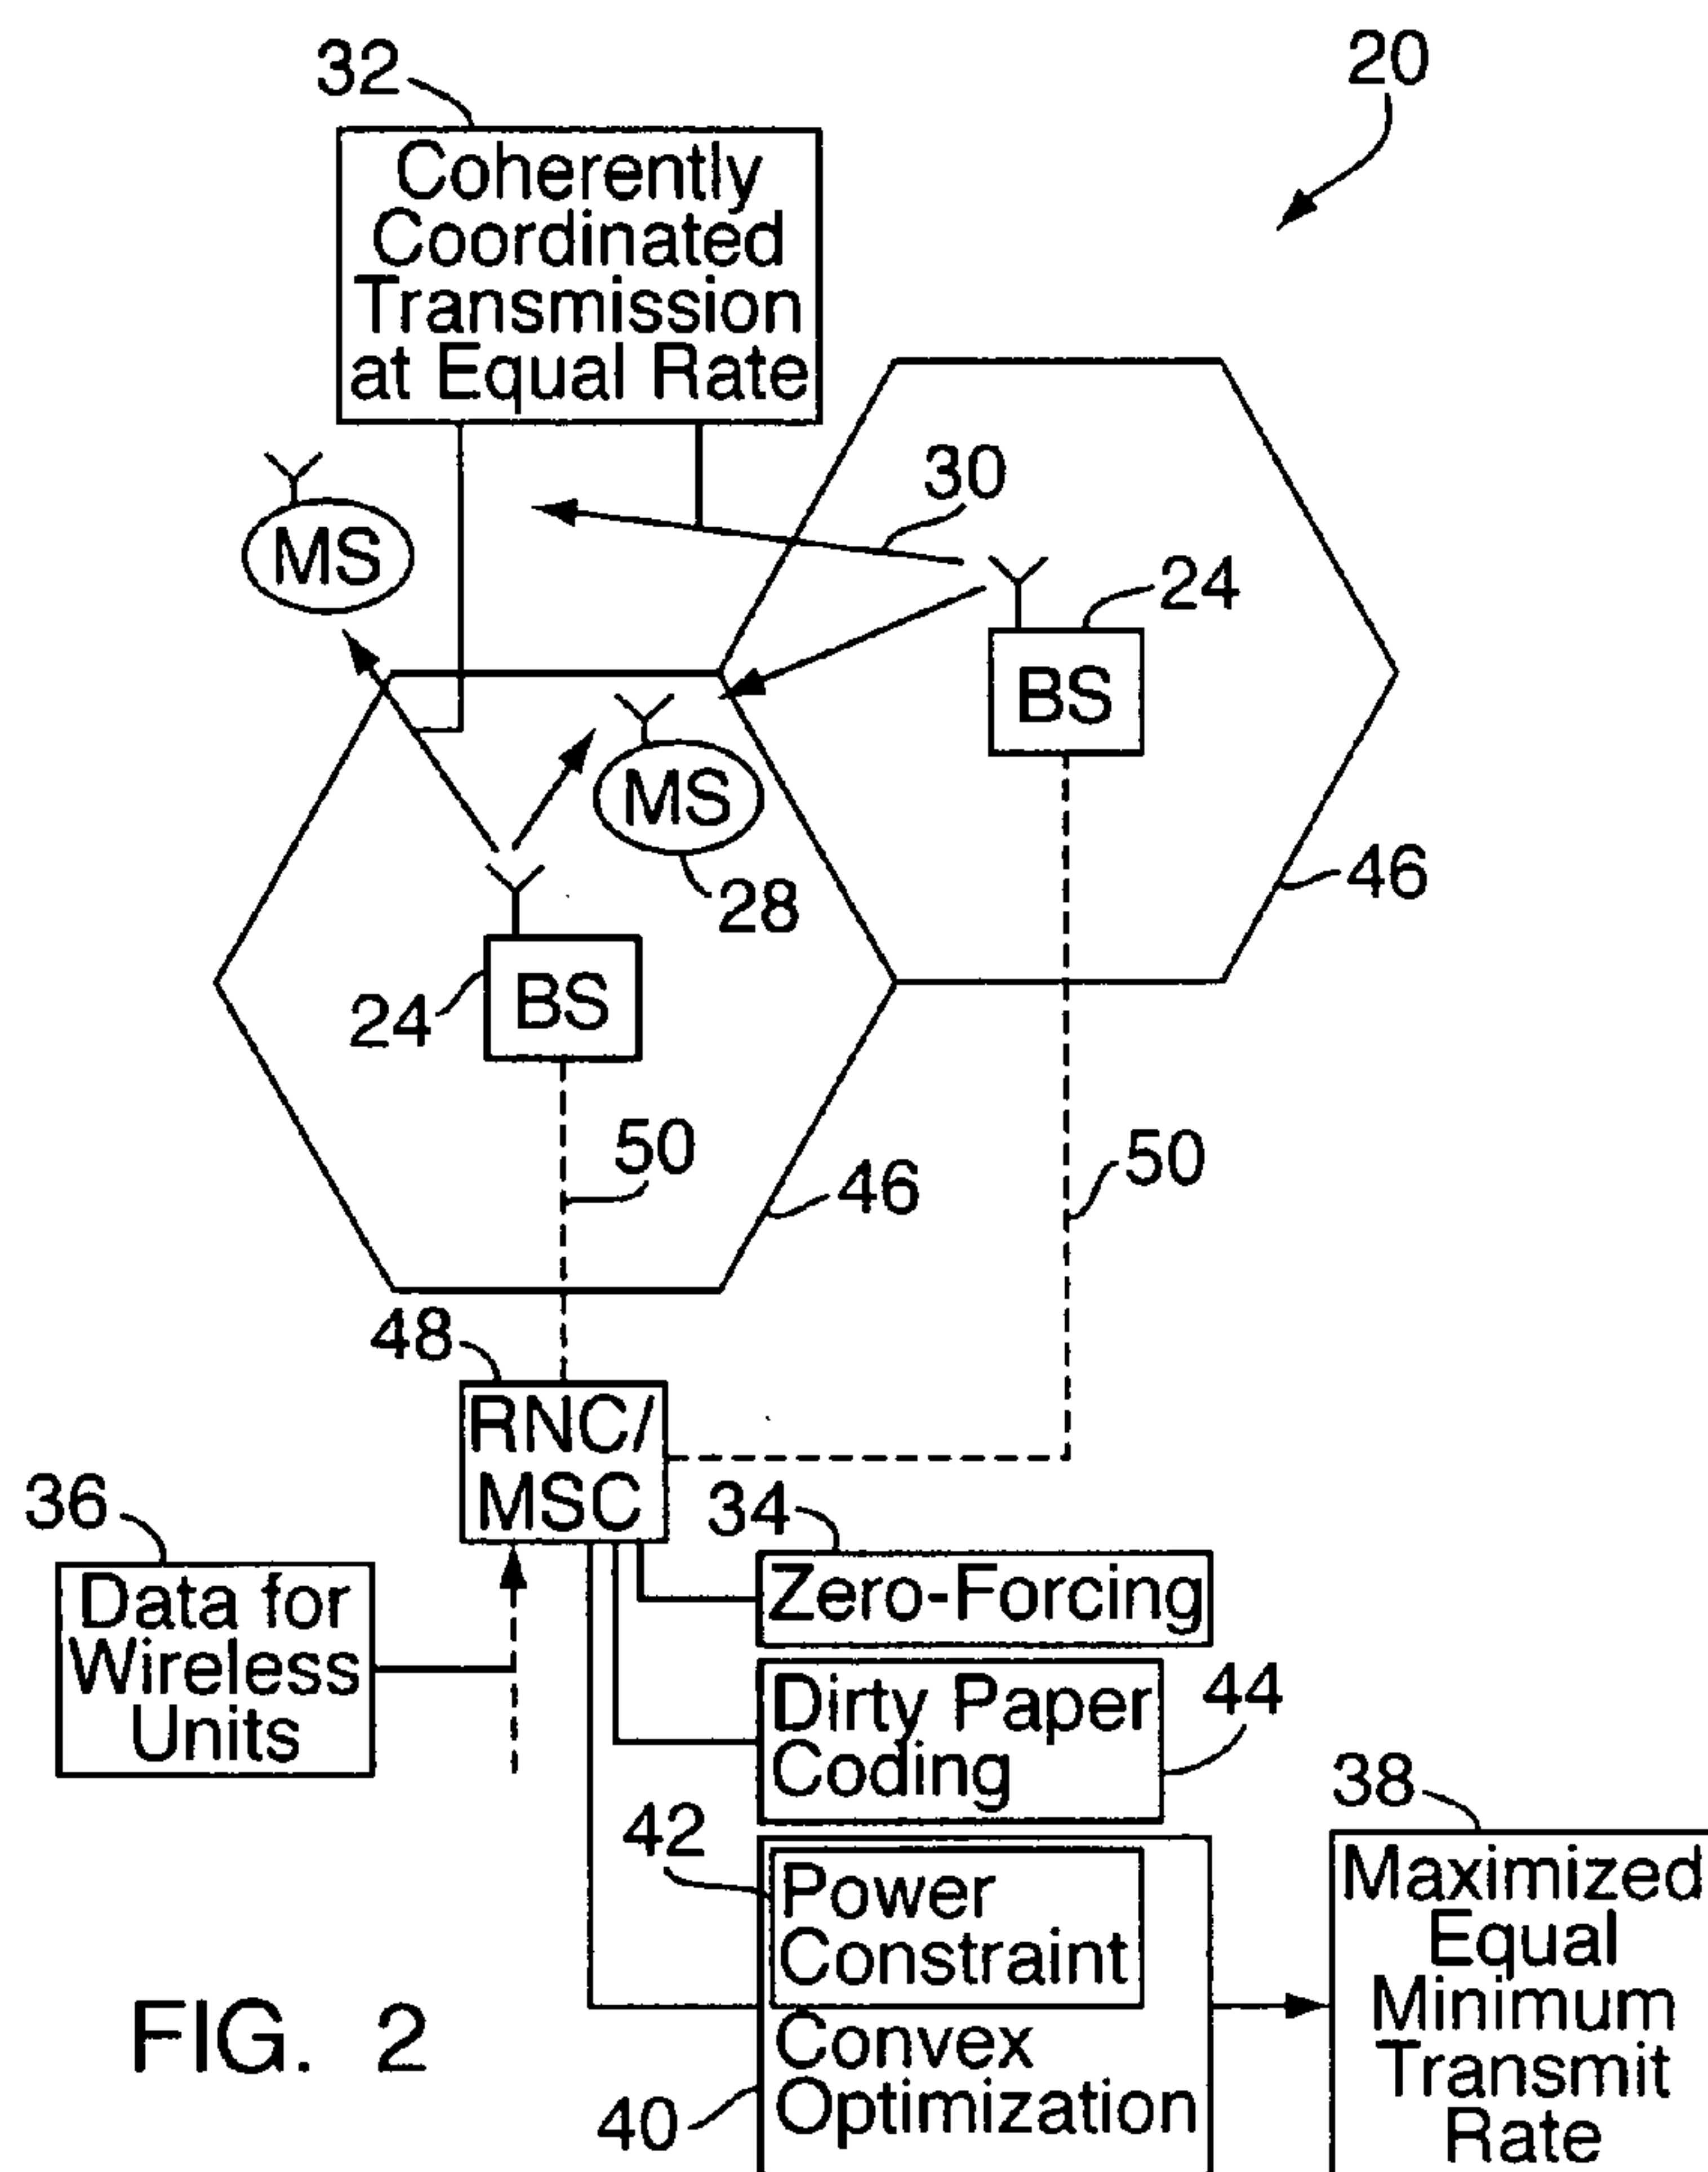 32
20
Coherently
Coordinated
Transmission
at Equal Rate
30
MS
24
BS
MS
28
46
24
BS
50
50
46
48
RNC/
MSC
36
34
Data for
Wireless
Units
Zero-Forcing
Dirty Paper
Coding
44
38
42
Power
Constraint
Maximized
Equal
Minimum
Transmit
Rate
Convex
Optimization
40
FIG. 2